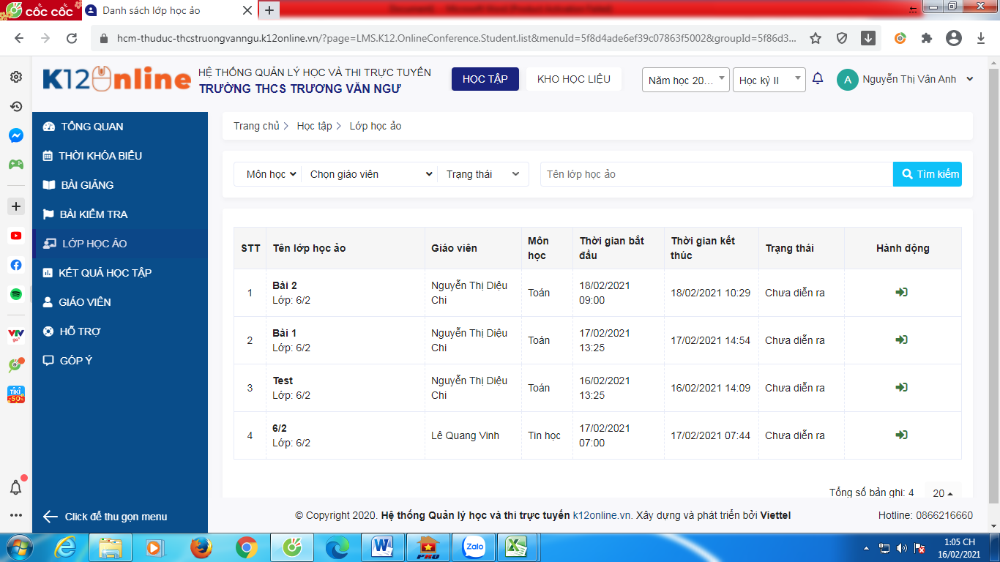 cốc cốc
Danh sách lớp học ảo
hcm-thuduc-thcstruongvanngu.k12online.vn/?page=LMS.K12.OnlineConference.Student.list&menuId=5f8d4ade6ef39c07863f5002&groupId=5f86d3...
K12Online
HỆ THỐNG QUẢN LÝ HỌC VÀ THI TRỰC TUYẾN
TRƯỜNG THCS TRƯƠNG VĂN NGƯ
HỌC TẬP
KHO HỌC LIỆU
Năm học 20...
Học kỳ II
A
Nguyễn Thị Vân Anh
TỔNG QUAN
THỜI KHÓA BIỂU
BÀI GIẢNG
BÀI KIỂM TRA
LỚP HỌC ẢO
KẾT QUẢ HỌC TẬP
GIÁO VIÊN
HỖ TRỢ
GÓP Ý
Click để thu gọn menu
VTV
go
TIKI
-50%
Trang chủ > Học tập > Lớp học ảo
Môn học
Chọn giáo viên
Trạng thái
Tên lớp học ảo
Tìm kiếm
STT Tên lớp học ảo Giáo viên Môn học Thời gian bắt đầu Thời gian kết thúc Trạng thái Hành động
1 Bài 2 Lớp: 6/2 Nguyễn Thị Diệu Chi Toán 18/02/2021 09:00 18/02/2021 10:29 Chưa diễn ra
2 Bài 1 Lớp: 6/2 Nguyễn Thị Diệu Chi Toán 17/02/2021 13:25 17/02/2021 14:54 Chưa diễn ra
3 Test Lớp: 6/2 Nguyễn Thị Diệu Chi Toán 16/02/2021 13:25 16/02/2021 14:09 Chưa diễn ra
4 6/2 Lớp: 6/2 Lê Quang Vinh Tin học 17/02/2021 07:00 17/02/2021 07:44 Chưa diễn ra
Tổng số bản ghi: 4
20
© Copyright 2020. Hệ thống Quản lý học và thi trực tuyến k12online.vn. Xây dựng và phát triển bởi Viettel
Hotline: 0866216660
PRO
Zalo
1:05 CH
16/02/2021